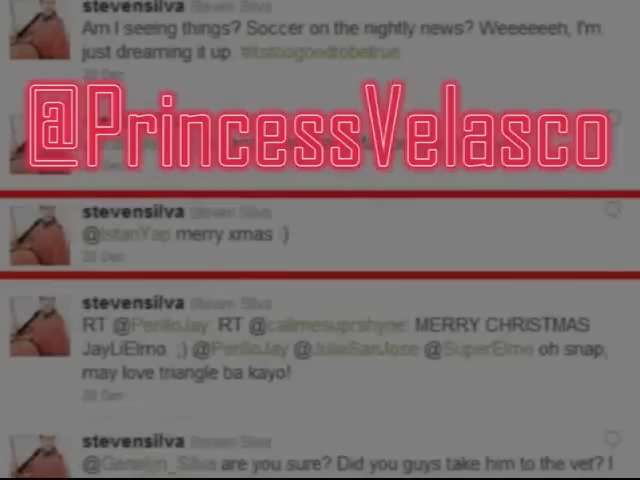 stevensilva Steven Silva
Am I seeing things? Soccer on the nightly news? Weeeeeeh, I'm
just dreaming it up #itstoogoodtobetrue
@PrincessVelasco
stevensilva Steven Silva
@IstanYap merry xmas :)
stevensilva Steven Silva
RT @PerilloJay: RT @callmesuprshyne: MERRY CHRISTMAS
JayLiElmo ;) @PerilloJay @JulieSanJose @SuperElmo oh snap,
may love triangle ba kayo!
stevensilva Steven Silva
are you sure? Did you guys take him to the vet? I